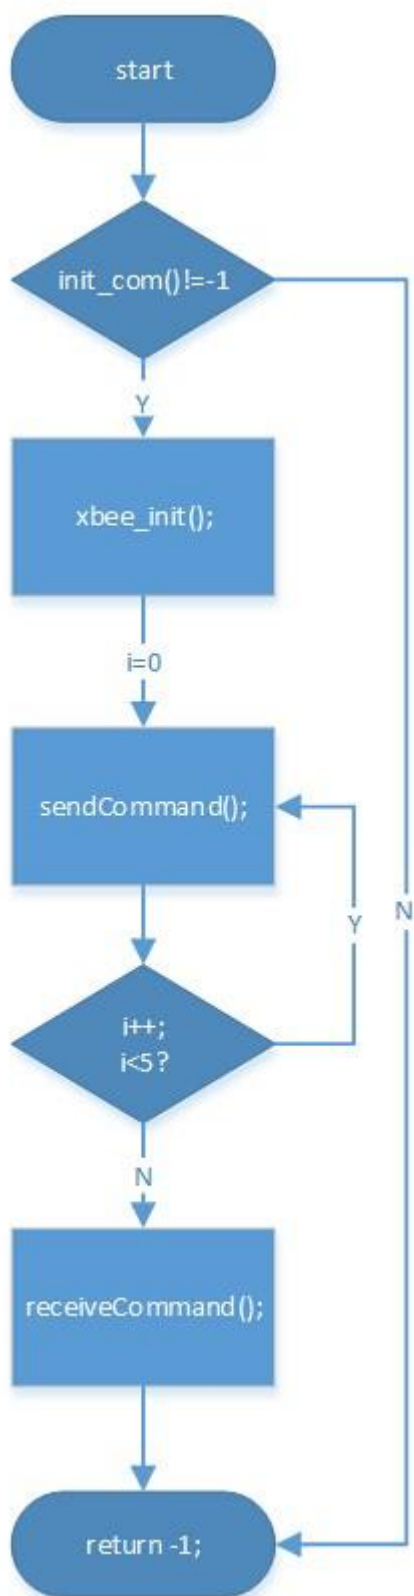 start
init_com()!=-1
Y
xbee_init();
i=0
sendCommand();
Y
N
i++;
i<5?
N
receiveCommand();
return -1;